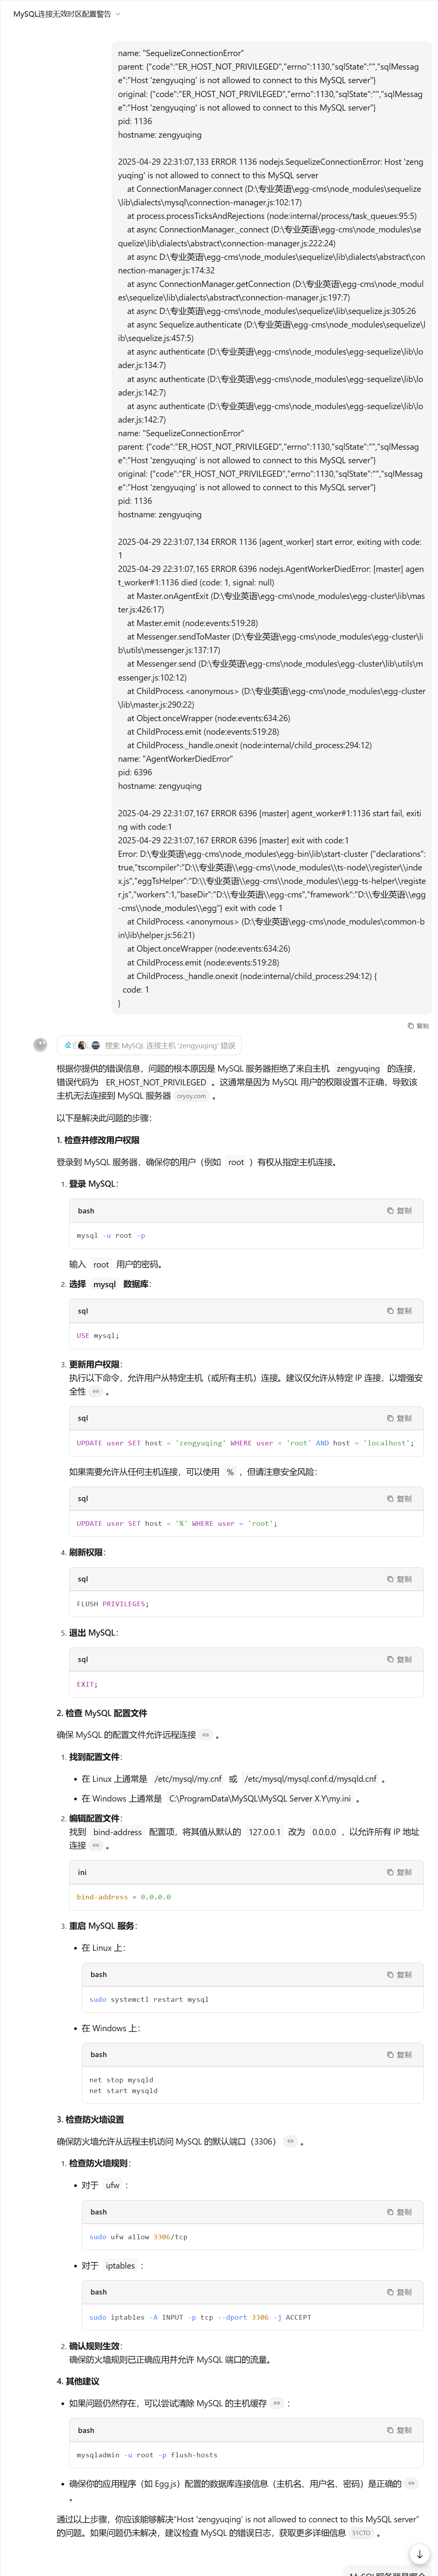 MySQL连接无效时区配置警告
name: "SequelizeConnectionError"
parent: {"code":"ER_HOST_NOT_PRIVILEGED","errno":1130,"sqlState":"","sqlMessag
e":"Host 'zengyuqing' is not allowed to connect to this MySQL server"}
original: {"code":"ER_HOST_NOT_PRIVILEGED","errno":1130,"sqlState":"","sqlMessag
e":"Host 'zengyuqing' is not allowed to connect to this MySQL server"}
pid: 1136
hostname: zengyuqing
2025-04-29 22:31:07,133 ERROR 1136 nodejs.SequelizeConnectionError: Host 'zeng
yuqing' is not allowed to connect to this MySQL server
at ConnectionManager.connect (D:\专业英语\egg-cms\node_modules\sequelize
\lib\dialects\mysql\connection-manager.js:102:17)
at process.processTicksAndRejections (node:internal/process/task_queues:95:5)
at async ConnectionManager._connect (D:\专业英语\egg-cms\node_modules\se
quelize\lib\dialects\abstract\connection-manager.js:222:24)
at async D:\专业英语\egg-cms\node_modules\sequelize\lib\dialects\abstract\con
nection-manager.js:174:32
at async ConnectionManager.getConnection (D:\专业英语\egg-cms\node_modul
es\sequelize\lib\dialects\abstract\connection-manager.js:197:7)
at async D:\专业英语\egg-cms\node_modules\sequelize\lib\sequelize.js:305:26
at async Sequelize.authenticate (D:\专业英语\egg-cms\node_modules\sequelize\l
ib\sequelize.js:457:5)
at async authenticate (D:\专业英语\egg-cms\node_modules\egg-sequelize\lib\lo
ader.js:134:7)
at async authenticate (D:\专业英语\egg-cms\node_modules\egg-sequelize\lib\lo
ader.js:142:7)
at async authenticate (D:\专业英语\egg-cms\node_modules\egg-sequelize\lib\lo
ader.js:142:7)
name: "SequelizeConnectionError"
parent: {"code":"ER_HOST_NOT_PRIVILEGED","errno":1130,"sqlState":"","sqlMessag
e":"Host 'zengyuqing' is not allowed to connect to this MySQL server"}
original: {"code":"ER_HOST_NOT_PRIVILEGED","errno":1130,"sqlState":"","sqlMessag
e":"Host 'zengyuqing' is not allowed to connect to this MySQL server"}
pid: 1136
hostname: zengyuqing
2025-04-29 22:31:07,134 ERROR 1136 [agent_worker] start error, exiting with code:
1
2025-04-29 22:31:07,165 ERROR 6396 nodejs.AgentWorkerDiedError: [master] agen
t_worker#1:1136 died (code: 1, signal: null)
at Master.onAgentExit (D:\专业英语\egg-cms\node_modules\egg-cluster\lib\mas
ter.js:426:17)
at Master.emit (node:events:519:28)
at Messenger.sendToMaster (D:\专业英语\egg-cms\node_modules\egg-cluster\li
b\utils\messenger.js:137:17)
at Messenger.send (D:\专业英语\egg-cms\node_modules\egg-cluster\lib\utils\m
essenger.js:102:12)
at ChildProcess.<anonymous> (D:\专业英语\egg-cms\node_modules\egg-cluster
\lib\master.js:290:22)
at Object.onceWrapper (node:events:634:26)
at ChildProcess.emit (node:events:519:28)
at ChildProcess._handle.onexit (node:internal/child_process:294:12)
name: "AgentWorkerDiedError"
pid: 6396
hostname: zengyuqing
2025-04-29 22:31:07,167 ERROR 6396 [master] agent_worker#1:1136 start fail, exiti
ng with code:1
2025-04-29 22:31:07,167 ERROR 6396 [master] exit with code:1
Error: D:\专业英语\egg-cms\node_modules\egg-bin\lib\start-cluster {"declarations":
true,"tscompiler":"D:\\专业英语\\egg-cms\\node_modules\\ts-node\\register\\inde
x.js","eggTsHelper":"D:\\专业英语\\egg-cms\\node_modules\\egg-ts-helper\\registe
r.js","workers":1,"baseDir":"D:\\专业英语\\egg-cms","framework":"D:\\专业英语\\egg
-cms\\node_modules\\egg"} exit with code 1
at ChildProcess.<anonymous> (D:\专业英语\egg-cms\node_modules\common-b
in\lib\helper.js:56:21)
at Object.onceWrapper (node:events:634:26)
at ChildProcess.emit (node:events:519:28)
at ChildProcess._handle.onexit (node:internal/child_process:294:12) {
code: 1
}
复制
搜索 MySQL 连接主机 'zengyuqing' 错误
根据你提供的错误信息，问题的根本原因是 MySQL 服务器拒绝了来自主机 zengyuqing 的连接，
错误代码为 ER_HOST_NOT_PRIVILEGED 。这通常是因为 MySQL 用户的权限设置不正确，导致该
主机无法连接到 MySQL 服务器 oryoy.com 。
以下是解决此问题的步骤：
1. 检查并修改用户权限
登录到 MySQL 服务器，确保你的用户（例如 root ）有权从指定主机连接。
1. 登录 MySQL：
bash 复制
mysql -u root -p
输入 root 用户的密码。
2. 选择 mysql 数据库：
sql 复制
USE mysql;
3. 更新用户权限：
执行以下命令，允许用户从特定主机（或所有主机）连接。建议仅允许从特定 IP 连接，以增强安
全性 。
sql 复制
UPDATE user SET host = 'zengyuqing' WHERE user = 'root' AND host = 'localhost';
如果需要允许从任何主机连接，可以使用 % ，但请注意安全风险：
sql 复制
UPDATE user SET host = '%' WHERE user = 'root';
4. 刷新权限：
sql 复制
FLUSH PRIVILEGES;
5. 退出 MySQL：
sql 复制
EXIT;
2. 检查 MySQL 配置文件
确保 MySQL 的配置文件允许远程连接 。
1. 找到配置文件：
• 在 Linux 上通常是 /etc/mysql/my.cnf 或 /etc/mysql/mysql.conf.d/mysqld.cnf 。
• 在 Windows 上通常是 C:\ProgramData\MySQL\MySQL Server X.Y\my.ini 。
2. 编辑配置文件：
找到 bind-address 配置项，将其值从默认的 127.0.0.1 改为 0.0.0.0 ，以允许所有 IP 地址
连接 。
ini 复制
bind-address = 0.0.0.0
3. 重启 MySQL 服务：
• 在 Linux 上：
bash 复制
sudo systemctl restart mysql
• 在 Windows 上：
bash 复制
net stop mysqld
net start mysqld
3. 检查防火墙设置
确保防火墙允许从远程主机访问 MySQL 的默认端口（3306） 。
1. 检查防火墙规则：
• 对于 ufw ：
bash 复制
sudo ufw allow 3306/tcp
• 对于 iptables ：
bash 复制
sudo iptables -A INPUT -p tcp --dport 3306 -j ACCEPT
2. 确认规则生效：
确保防火墙规则已正确应用并允许 MySQL 端口的流量。
4. 其他建议
• 如果问题仍然存在，可以尝试清除 MySQL 的主机缓存 ：
bash 复制
mysqladmin -u root -p flush-hosts
• 确保你的应用程序（如 Egg.js）配置的数据库连接信息（主机名、用户名、密码）是正确的
。
通过以上步骤，你应该能够解决"Host 'zengyuqing' is not allowed to connect to this MySQL server"
的问题。如果问题仍未解决，建议检查 MySQL 的错误日志，获取更多详细信息 51CTO 。